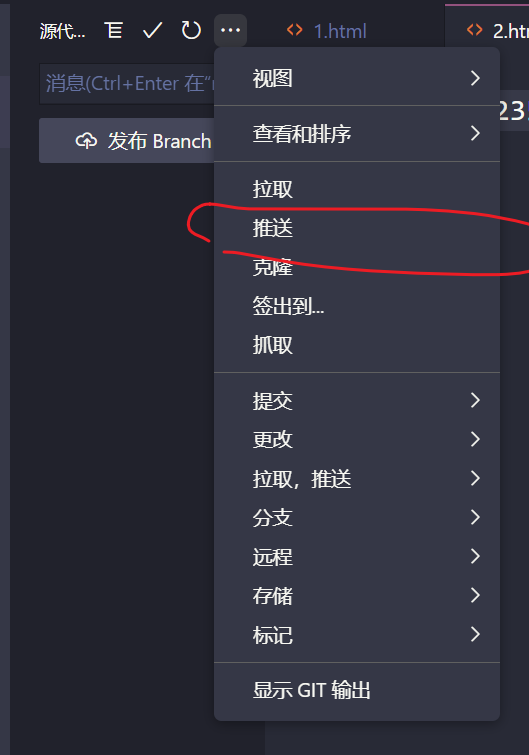 源代... 1.html 2.htm
消息(Ctrl+Enter 在"
发布 Branch
视图
查看和排序
拉取
推送
克隆
签出到...
抓取
提交
更改
拉取，推送
分支
远程
存储
标记
显示 GIT 输出